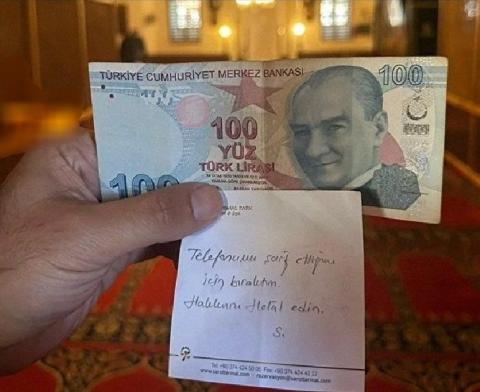 TÜRKİYE CUMHURİYET MERKEZ BANKASI
100
100
YÜZ
TÜRK LİRASI
100
Telefonumu şarj ettiğim
için bıraktım
Hakkını Helal edin.
S.